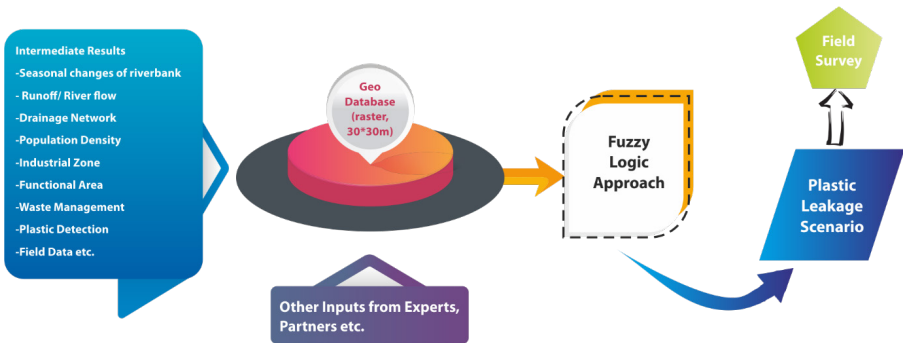 Intermediate Results
-Seasonal changes of riverbank
- Runoff/ River flow
-Drainage Network
-Population Density
-Industrial Zone
-Functional Area
-Waste Management
-Plastic Detection
-Field Data etc.
Geo
Database
(raster,
30*30m)
Other Inputs from Experts,
Partners etc.
Fuzzy
Logic
Approach
Plastic
Leakage
Scenario
Field
Survey